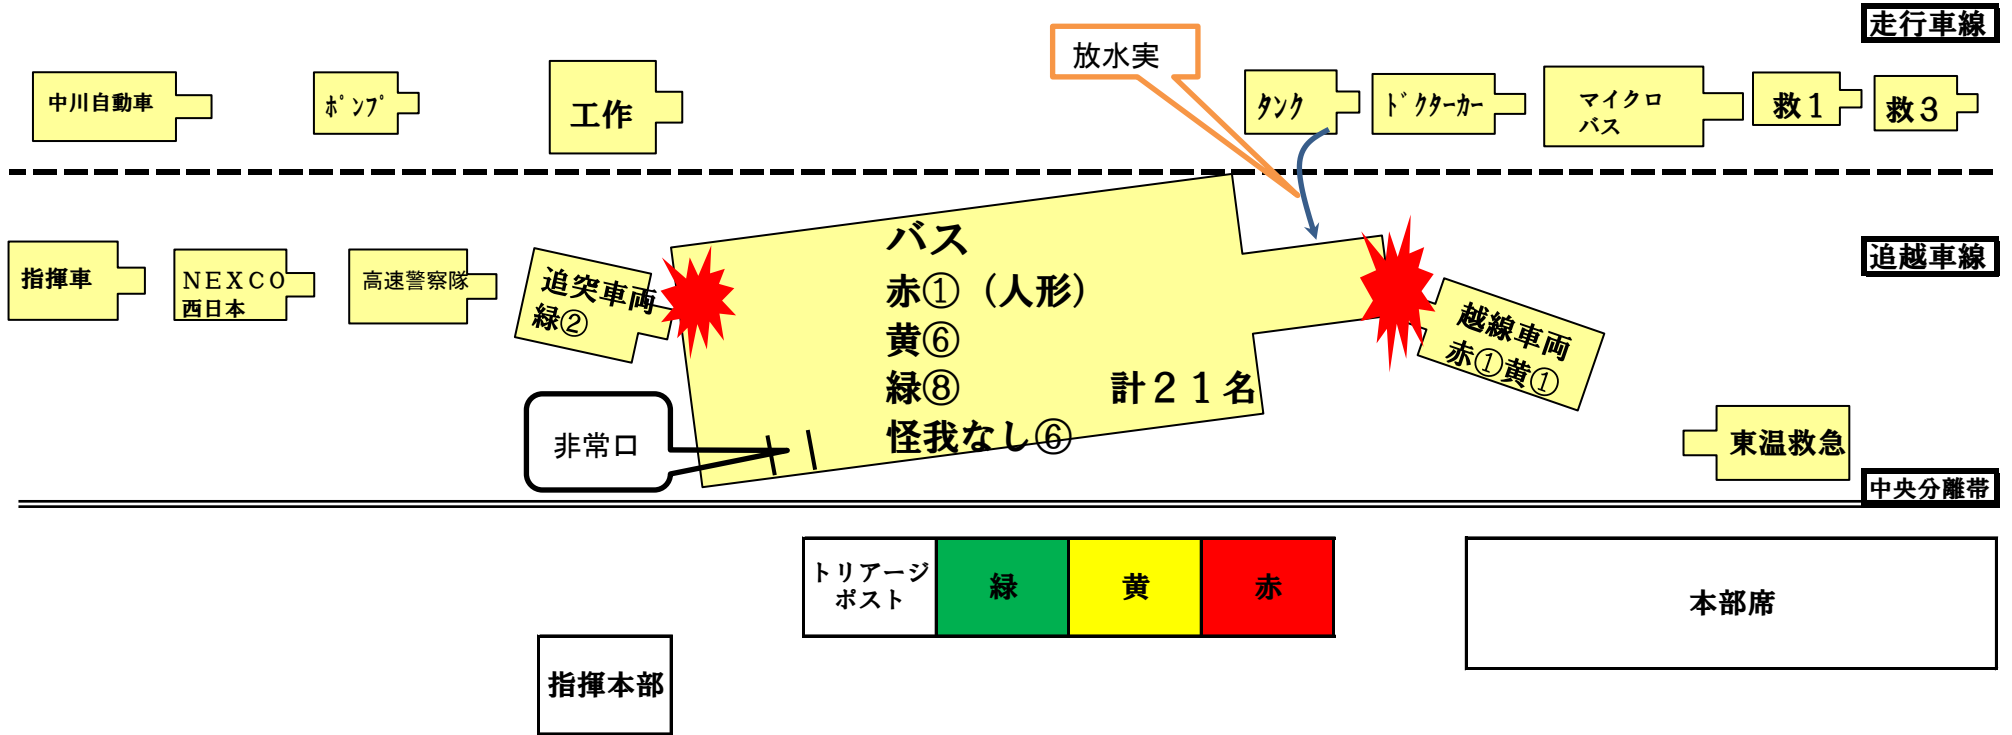 走行車線
放水実
中川自動車
ﾎﾟﾝﾌﾟ
工作
ﾀﾝｸ
ﾄﾞｸﾀｰｶｰ
マイクロ
バス
救１
救３
追越車線
指揮車
ＮＥＸＣＯ
西日本
高速警察隊
追突車両
緑②
バス
赤①（人形）
黄⑥
緑⑧　計２１名
怪我なし⑥
越線車両
赤①黄①
非常口
東温救急
中央分離帯
トリアージ
ポスト
緑
黄
赤
本部席
指揮本部